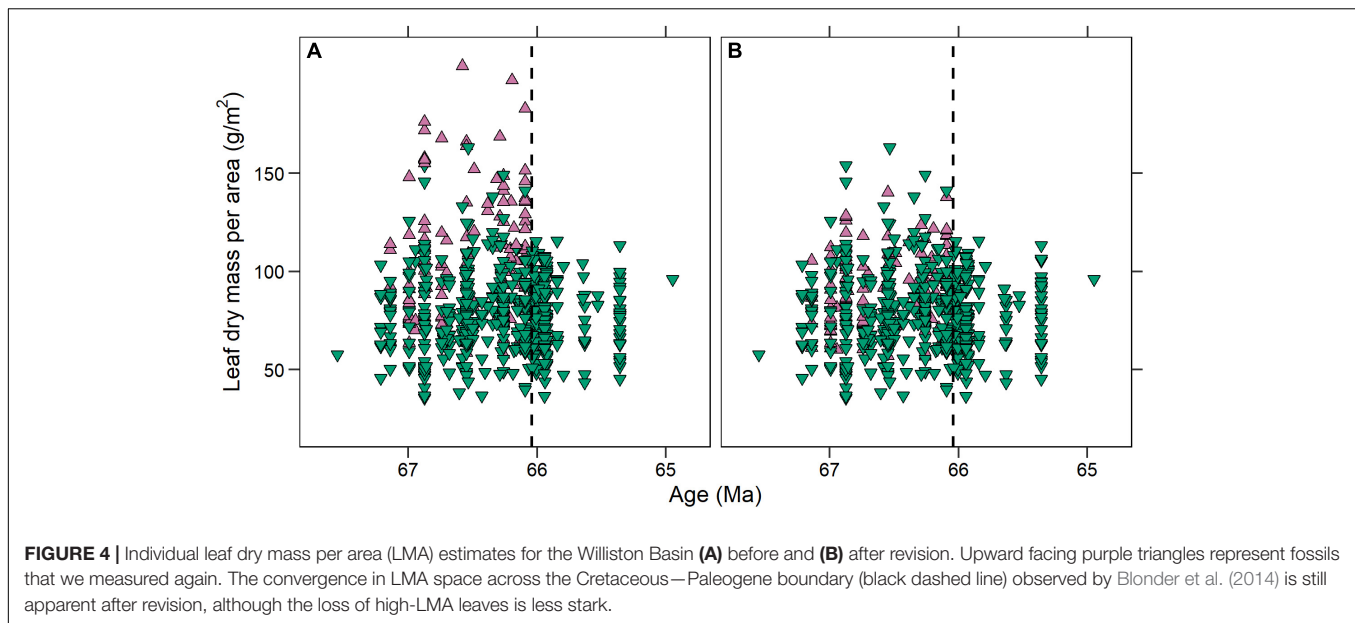 A
B
Leaf dry mass per area (g/m²)
150
100
50
67
66
65
67
66
65
Age (Ma)
FIGURE 4 | Individual leaf dry mass per area (LMA) estimates for the Williston Basin (A) before and (B) after revision. Upward facing purple triangles represent fossils
that we measured again. The convergence in LMA space across the Cretaceous—Paleogene boundary (black dashed line) observed by Blonder et al. (2014) is still
apparent after revision, although the loss of high-LMA leaves is less stark.